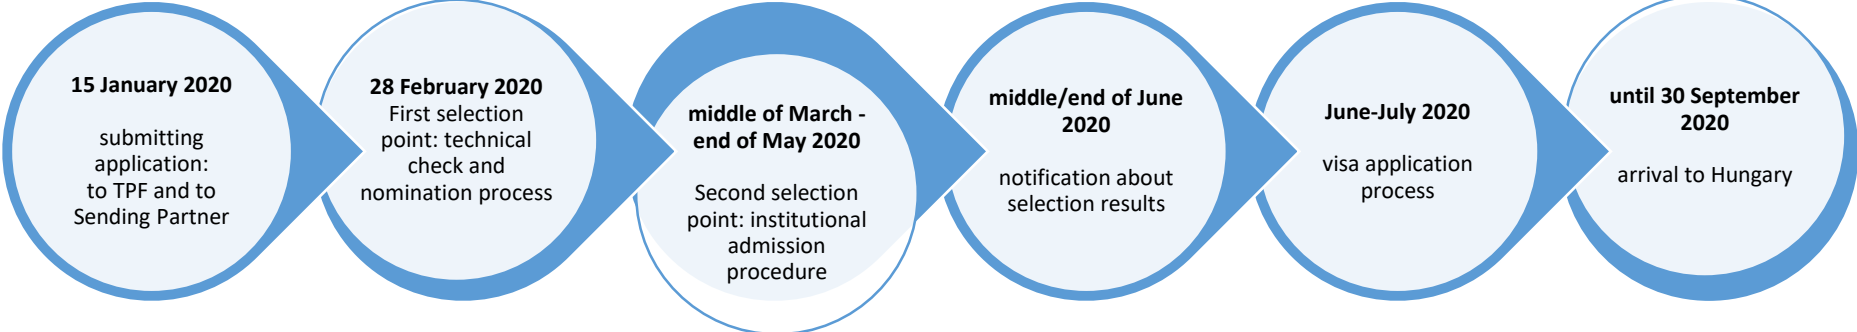 15 January 2020
submitting
application:
to TPF and to
Sending Partner
28 February 2020
First selection
point: technical
check and
nomination process
middle of March -
end of May 2020
Second selection
point: institutional
admission
procedure
middle/end of June
2020
notification about
selection results
June-July 2020
visa application
process
until 30 September
2020
arrival to Hungary